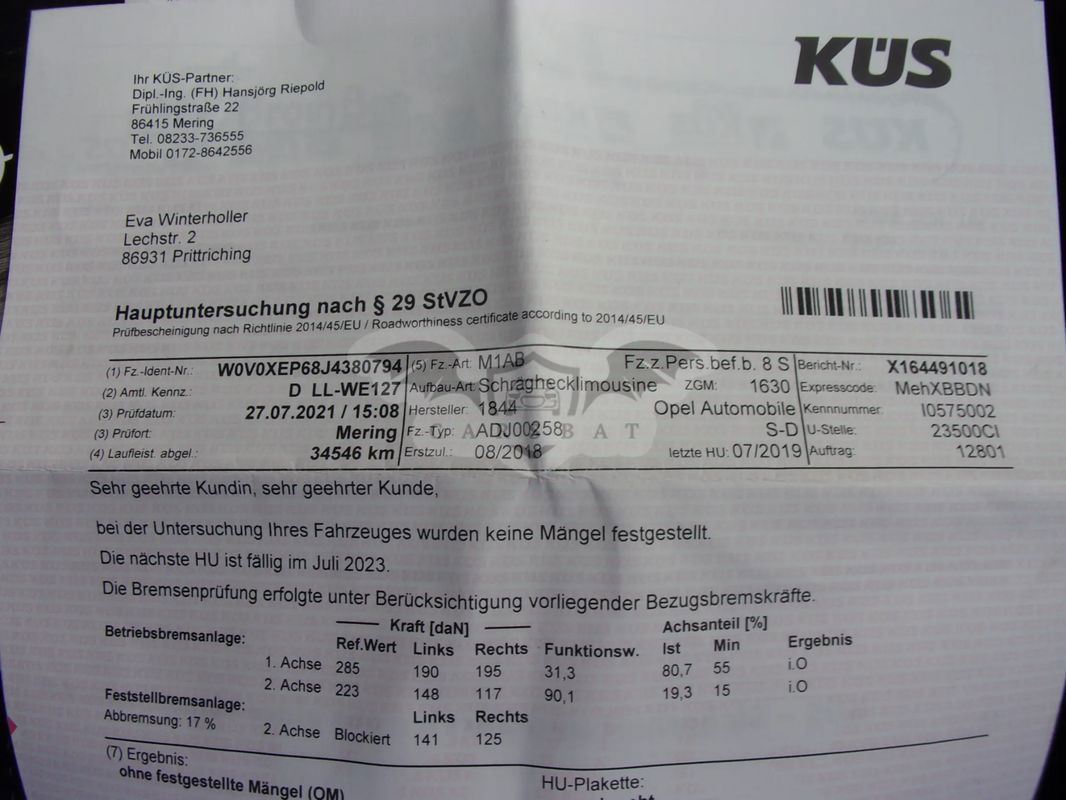 KÜS
Ihr KÜS-Partner:
Dipl.-Ing. (FH) Hansjörg Riepold
Frühlingstraße 22
86415 Mering
Tel. 08233-736555
Mobil 0172-8642556
Eva Winterholler
Lechstr. 2
86931 Prittriching
Hauptuntersuchung nach § 29 StVZO
Prüfbescheinigung nach Richtlinie 2014/45/EU / Roadworthiness certificate according to 2014/45/EU
(1) Fz.-Ident-Nr.: W0V0XEP68J4380794 (5) Fz.-Art: M1AB Fz.z.Pers.bef.b. 8 S Bericht-Nr.: X164491018
(2) Amtl. Kennz.: D LL-WE127 Aufbau-Art: Schräghecklimousine ZGM: 1630 Expresscode: MehXBBDN
(3) Prüfdatum: 27.07.2021 / 15:08 Hersteller: 1844 Opel Automobile Kennnummer: I0575002
(3) Prüfort: Mering Fz.-Typ: ADJ00258 S-D U-Stelle: 23500CI
(4) Laufleist. abgel.: 34546 km Erstzul.: 08/2018 letzte HU: 07/2019 Auftrag: 12801
CARZBAT
Sehr geehrte Kundin, sehr geehrter Kunde,
bei der Untersuchung Ihres Fahrzeuges wurden keine Mängel festgestellt.
Die nächste HU ist fällig im Juli 2023.
Die Bremsenprüfung erfolgte unter Berücksichtigung vorliegender Bezugsbremskräfte.
Kraft [daN] Achsanteil [%]
Betriebsbremsanlage: Ref.Wert Links Rechts Funktionsw. Ist Min Ergebnis
1. Achse 285 190 195 31,3 80,7 55 i.O
2. Achse 223 148 117 90,1 19,3 15 i.O
Feststellbremsanlage: Links Rechts
Abbremsung: 17 % 2. Achse Blockiert 141 125
(7) Ergebnis: HU-Plakette:
ohne festgestellte Mängel (OM)